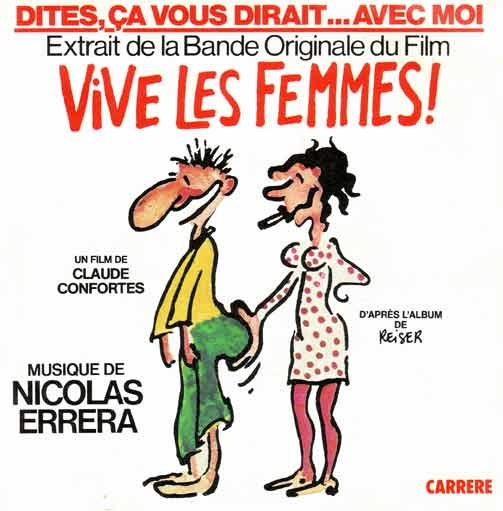 DITES, ÇA VOUS DIRAIT... AVEC MOI
Extrait de la Bande Originale du Film
ViVE LES FEMMES!
UN FILM DE
CLAUDE
CONFORTES
D'APRÈS L'ALBUM
DE
REiSER
MUSIQUE DE
NICOLAS
ERRERA
CARRERE